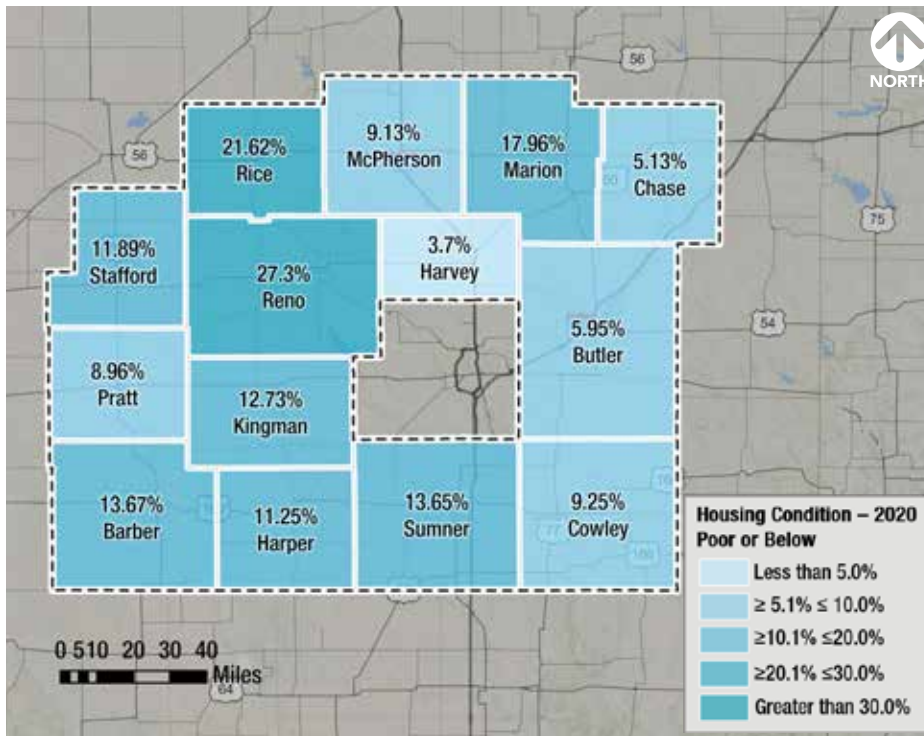 NORTH
56
56
9.13%
McPherson
17.96%
Marion
21.62%
Rice
5.13%
Chase
50
75
11.89%
Stafford
3.7%
Harvey
27.3%
Reno
54
5.95%
Butler
8.96%
Pratt
12.73%
Kingman
13.67%
Barber
11.25%
Harper
13.65%
Sumner
9.25%
Cowley
77
Housing Condition – 2020
Poor or Below
Less than 5.0%
≥ 5.1% ≤ 10.0%
≥10.1% ≤20.0%
≥20.1% ≤30.0%
Greater than 30.0%
0 510 20 30 40
Miles
64